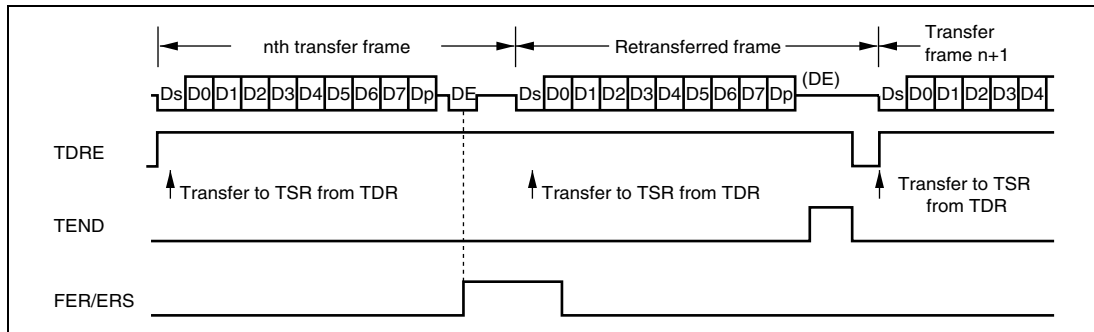 nth transfer frame
Retransferred frame
Transfer
frame n+1
Ds D0 D1 D2 D3 D4 D5 D6 D7 Dp DE
Ds D0 D1 D2 D3 D4 D5 D6 D7 Dp (DE)
Ds D0 D1 D2 D3 D4
TDRE
Transfer to TSR from TDR
Transfer to TSR from TDR
Transfer to TSR
from TDR
TEND
FER/ERS